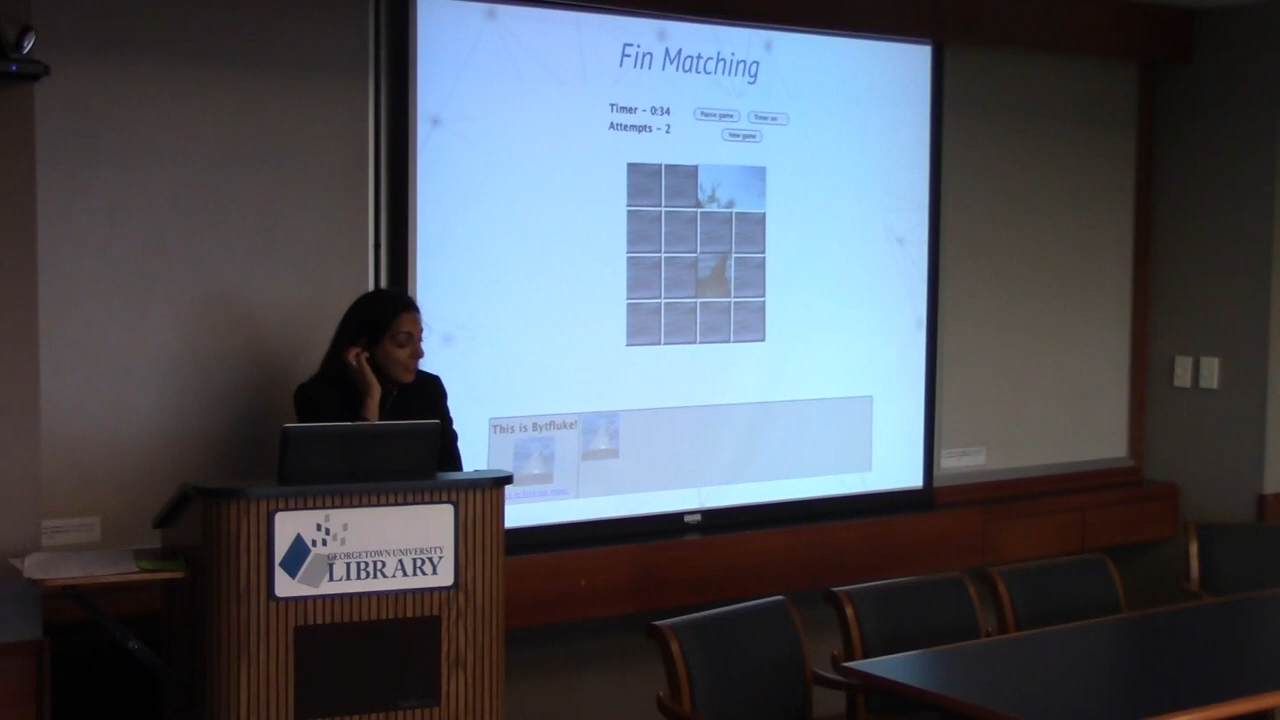 Fin Matching
Timer - 0:34
Pause game
Timer on
Attempts - 2
New game
This is Bytfluke!
GEORGETOWN UNIVERSITY
LIBRARY